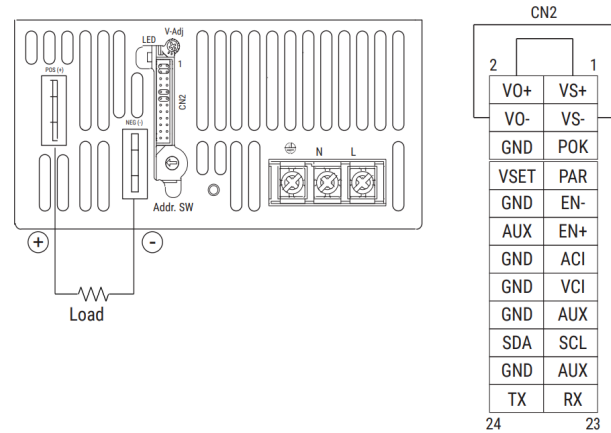 CN2
V-Adj
LED
1
POS (+)
CN2
NEG (-)
N L
Addr. SW
+ -
Load
2 1
VO+ VS+
VO- VS-
GND POK
VSET PAR
GND EN-
AUX EN+
GND ACI
GND VCI
GND AUX
SDA SCL
GND AUX
TX RX
24 23